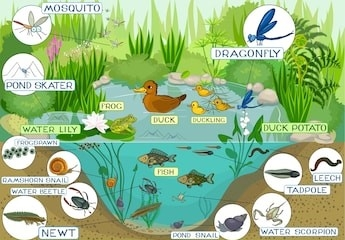 MOSQUITO
DRAGONFLY
POND SKATER
FROG
DUCK
DUCKLING
WATER LILY
DUCK POTATO
FROGSPAWN
RAMSHORN SNAIL
FISH
LEECH
WATER BEETLE
TADPOLE
NEWT
POND SNAIL
WATER SCORPION